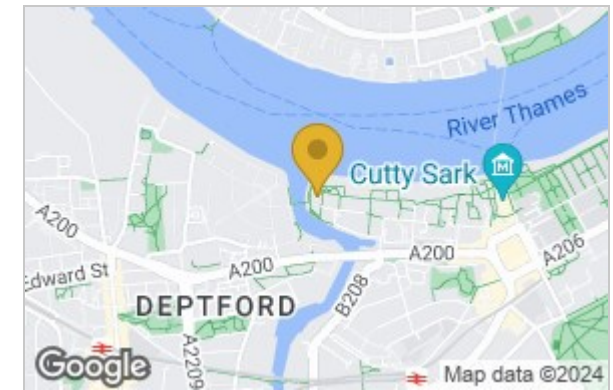 River Thames
Cutty Sark
A200
A200
A206
Edward St
A200
DEPTFORD
B208
A2209
Google
Map data ©2024